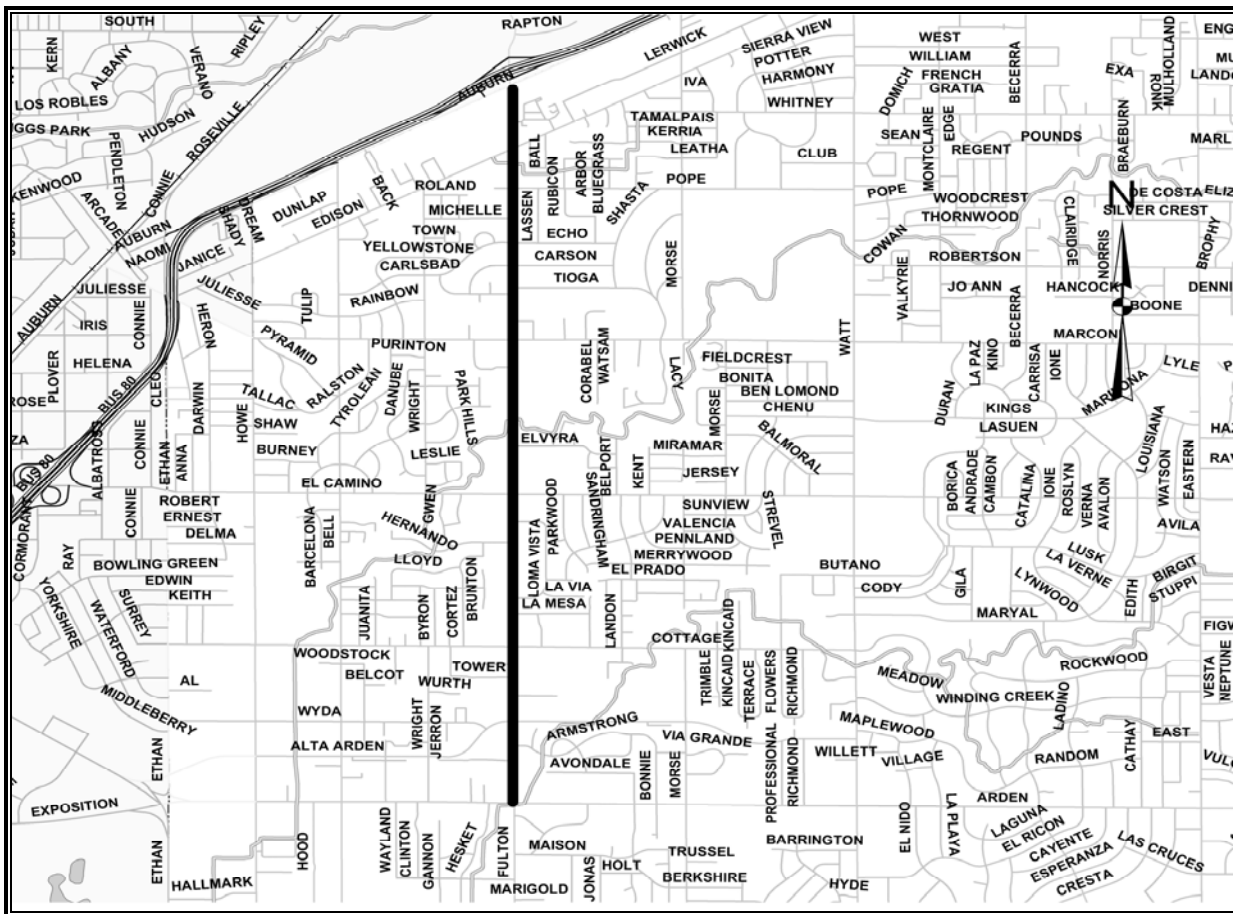 SOUTH
RAPTON
KERN
ALBANY
VERANO
RIPLEY
LERWICK
SIERRA VIEW
POTTER
HARMONY
WHITNEY
IVA
WEST
WILLIAM
FRENCH
GRATIA
DOMICH
BECERRA
EXA
RONK
MULHOLLAND
ENG
MU
LANDO
LOS ROBLES
IGGS PARK
HUDSON
ROSEVILLE
AUBURN
TAMALPAIS
KERRIA
LEATHA
CLUB
SEAN
MONTCLAIRE
EDGE
REGENT
POUNDS
BRAEBURN
MARL
PENDLETON
KENWOOD
ARCADE
CONNIE
BALL
RUBICON
ARBOR
BLUEGRASS
SHASTA
POPE
POPE
WOODCREST
THORNWOOD
N
DE COSTA
ELIZ
SILVER CREST
ROLAND
MICHELLE
TOWN
YELLOWSTONE
CARLSBAD
BACK
EDISON
DUNLAP
DREAM
SHADY
AUBURN
NAOMI
JANICE
LASSEN
ECHO
CARSON
TIOGA
MORSE
COWAN
ROBERTSON
CLAIRIDGE
NORRIS
BROPHY
JULIESSE
JULIESSE
TULIP
RAINBOW
VALKYRIE
JO ANN
HANCOCK
DENNI
BOONE
AUBURN
IRIS
CONNIE
HERON
PYRAMID
PURINTON
WATT
BECERRA
MARCON
HELENA
PLOVER
BUS 80
CLEO
TALLAC
RALSTON
TYROLEAN
DANUBE
WRIGHT
PARK HILLS
CORABEL
WATSAM
LACY
FIELDCREST
BONITA
BEN LOMOND
CHENU
MORSE
LA PAZ
KINO
CARRISA
IONE
LYLE
MARIPONA
ROSE
DARWIN
HOWE
SHAW
BURNEY
LESLIE
ELVYRA
MIRAMAR
BALMORAL
DURAN
KINGS
LASUEN
LOUISIANA
HAZ
RAV
ZA
BUS 80
ALBATROSS
CONNIE
ETHAN
ANNA
EL CAMINO
BELPORT
KENT
JERSEY
BORICA
ANDRADE
CAMBON
CATALINA
IONE
ROSLYN
VERNA
AVALON
WATSON
EASTERN
AVILA
CORMORANT
CONNIE
ROBERT
ERNEST
DELMA
BARCELONA
BELL
HERNANDO
GWEN
PARKWOOD
SANDRINGHAM
SUNVIEW
VALENCIA
PENNLAND
MERRYWOOD
EL PRADO
STREVEL
RAY
BOWLING GREEN
EDWIN
KEITH
LLOYD
LOMA VISTA
LA VIA
LA MESA
BUTANO
CODY
GILA
LUSK
LA VERNE
LYNWOOD
EDITH
BIRGIT
STUPPI
YORKSHIRE
WATERFORD
SURREY
JUANITA
BYRON
CORTEZ
BRUNTON
LANDON
COTTAGE
KINCAID
MARYAL
FIGW
WOODSTOCK
BELCOT
TOWER
WURTH
TRIMBLE
KINCAID
TERRACE
FLOWERS
RICHMOND
MEADOW
ROCKWOOD
WINDING CREEK
VESTA
NEPTUNE
AL
MIDDLEBERRY
WYDA
WRIGHT
JERRON
ARMSTRONG
VIA GRANDE
MAPLEWOOD
LADINO
CATHAY
EAST
ETHAN
ALTA ARDEN
AVONDALE
BONNIE
MORSE
PROFESSIONAL
RICHMOND
WILLETT
VILLAGE
RANDOM
VULC
EXPOSITION
ARDEN
ETHAN
HOOD
WAYLAND
CLINTON
GANNON
HESKET
FULTON
MAISON
TRUSSEL
BARRINGTON
EL NIDO
LA PLAYA
LAGUNA
EL RICON
CAYENTE
ESPERANZA
CRESTA
LAS CRUCES
HALLMARK
MARIGOLD
JONAS
HOLT
BERKSHIRE
HYDE